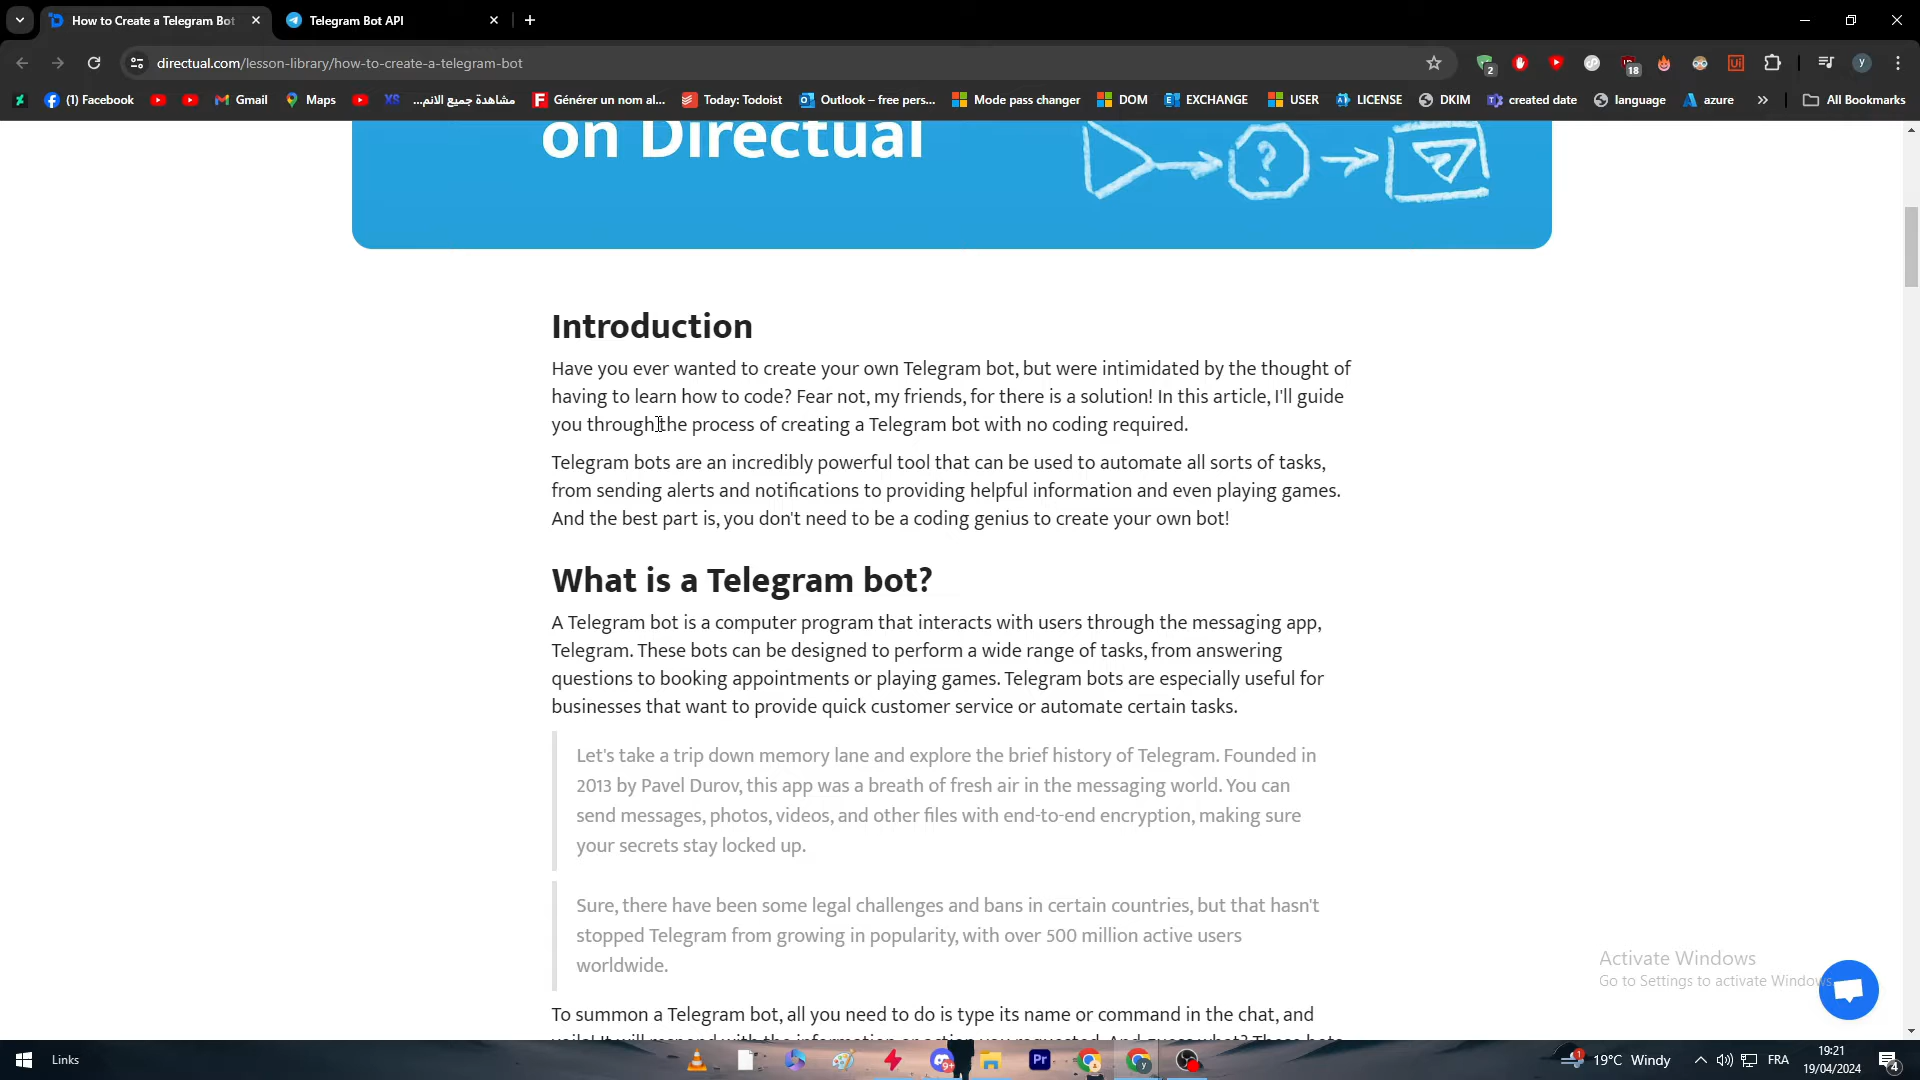 How to Create a Telegram Bot
Telegram Bot API
directual.com/lesson-library/how-to-create-a-telegram-bot
2
18
Ui
y
(1) Facebook
Gmail
Maps
XS
مشاهدة جميع الانم...
Générer un nom al...
Today: Todoist
Outlook – free pers...
Mode pass changer
DOM
EXCHANGE
USER
LICENSE
DKIM
created date
language
azure
All Bookmarks
on Directual
?
Introduction
Have you ever wanted to create your own Telegram bot, but were intimidated by the thought of
having to learn how to code? Fear not, my friends, for there is a solution! In this article, I'll guide
you through the process of creating a Telegram bot with no coding required.
Telegram bots are an incredibly powerful tool that can be used to automate all sorts of tasks,
from sending alerts and notifications to providing helpful information and even playing games.
And the best part is, you don't need to be a coding genius to create your own bot!
What is a Telegram bot?
A Telegram bot is a computer program that interacts with users through the messaging app,
Telegram. These bots can be designed to perform a wide range of tasks, from answering
questions to booking appointments or playing games. Telegram bots are especially useful for
businesses that want to provide quick customer service or automate certain tasks.
Let's take a trip down memory lane and explore the brief history of Telegram. Founded in
2013 by Pavel Durov, this app was a breath of fresh air in the messaging world. You can
send messages, photos, videos, and other files with end-to-end encryption, making sure
your secrets stay locked up.
Sure, there have been some legal challenges and bans in certain countries, but that hasn't
stopped Telegram from growing in popularity, with over 500 million active users
worldwide.
To summon a Telegram bot, all you need to do is type its name or command in the chat, and
Activate Windows
Go to Settings to activate Windows.
Links
9+
Pr
1
19°C Windy
FRA
19:21
19/04/2024
4